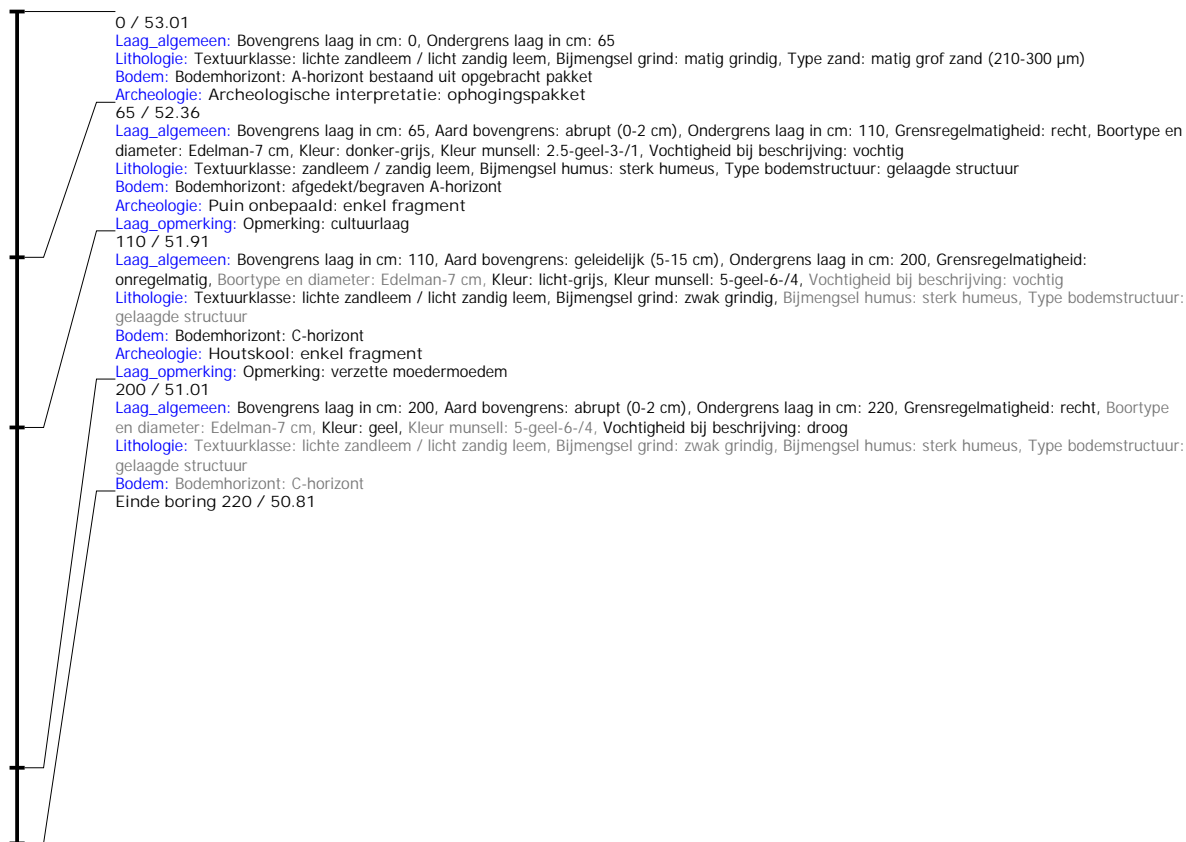 0 / 53.01
Laag_algemeen: Bovengrens laag in cm: 0, Ondergrens laag in cm: 65
Lithologie: Textuurklasse: lichte zandleem / licht zandig leem, Bijmengsel grind: matig grindig, Type zand: matig grof zand (210-300 µm)
Bodem: Bodemhorizont: A-horizont bestaand uit opgebracht pakket
Archeologie: Archeologische interpretatie: ophogingspakket
65 / 52.36
Laag_algemeen: Bovengrens laag in cm: 65, Aard bovengrens: abrupt (0-2 cm), Ondergrens laag in cm: 110, Grensregelmatigheid: recht, Boortype en
diameter: Edelman-7 cm, Kleur: donker-grijs, Kleur munsell: 2.5-geel-3-/1, Vochtigheid bij beschrijving: vochtig
Lithologie: Textuurklasse: zandleem / zandig leem, Bijmengsel humus: sterk humeus, Type bodemstructuur: gelaagde structuur
Bodem: Bodemhorizont: afgedekt/begraven A-horizont
Archeologie: Puin onbepaald: enkel fragment
Laag_opmerking: Opmerking: cultuurlaag
110 / 51.91
Laag_algemeen: Bovengrens laag in cm: 110, Aard bovengrens: geleidelijk (5-15 cm), Ondergrens laag in cm: 200, Grensregelmatigheid:
onregelmatig, Boortype en diameter: Edelman-7 cm, Kleur: licht-grijs, Kleur munsell: 5-geel-6-/4, Vochtigheid bij beschrijving: vochtig
Lithologie: Textuurklasse: lichte zandleem / licht zandig leem, Bijmengsel grind: zwak grindig, Bijmengsel humus: sterk humeus, Type bodemstructuur:
gelaagde structuur
Bodem: Bodemhorizont: C-horizont
Archeologie: Houtskool: enkel fragment
Laag_opmerking: Opmerking: verzette moedermoedem
200 / 51.01
Laag_algemeen: Bovengrens laag in cm: 200, Aard bovengrens: abrupt (0-2 cm), Ondergrens laag in cm: 220, Grensregelmatigheid: recht, Boortype
en diameter: Edelman-7 cm, Kleur: geel, Kleur munsell: 5-geel-6-/4, Vochtigheid bij beschrijving: droog
Lithologie: Textuurklasse: lichte zandleem / licht zandig leem, Bijmengsel grind: zwak grindig, Bijmengsel humus: sterk humeus, Type bodemstructuur:
gelaagde structuur
Bodem: Bodemhorizont: C-horizont
Einde boring 220 / 50.81